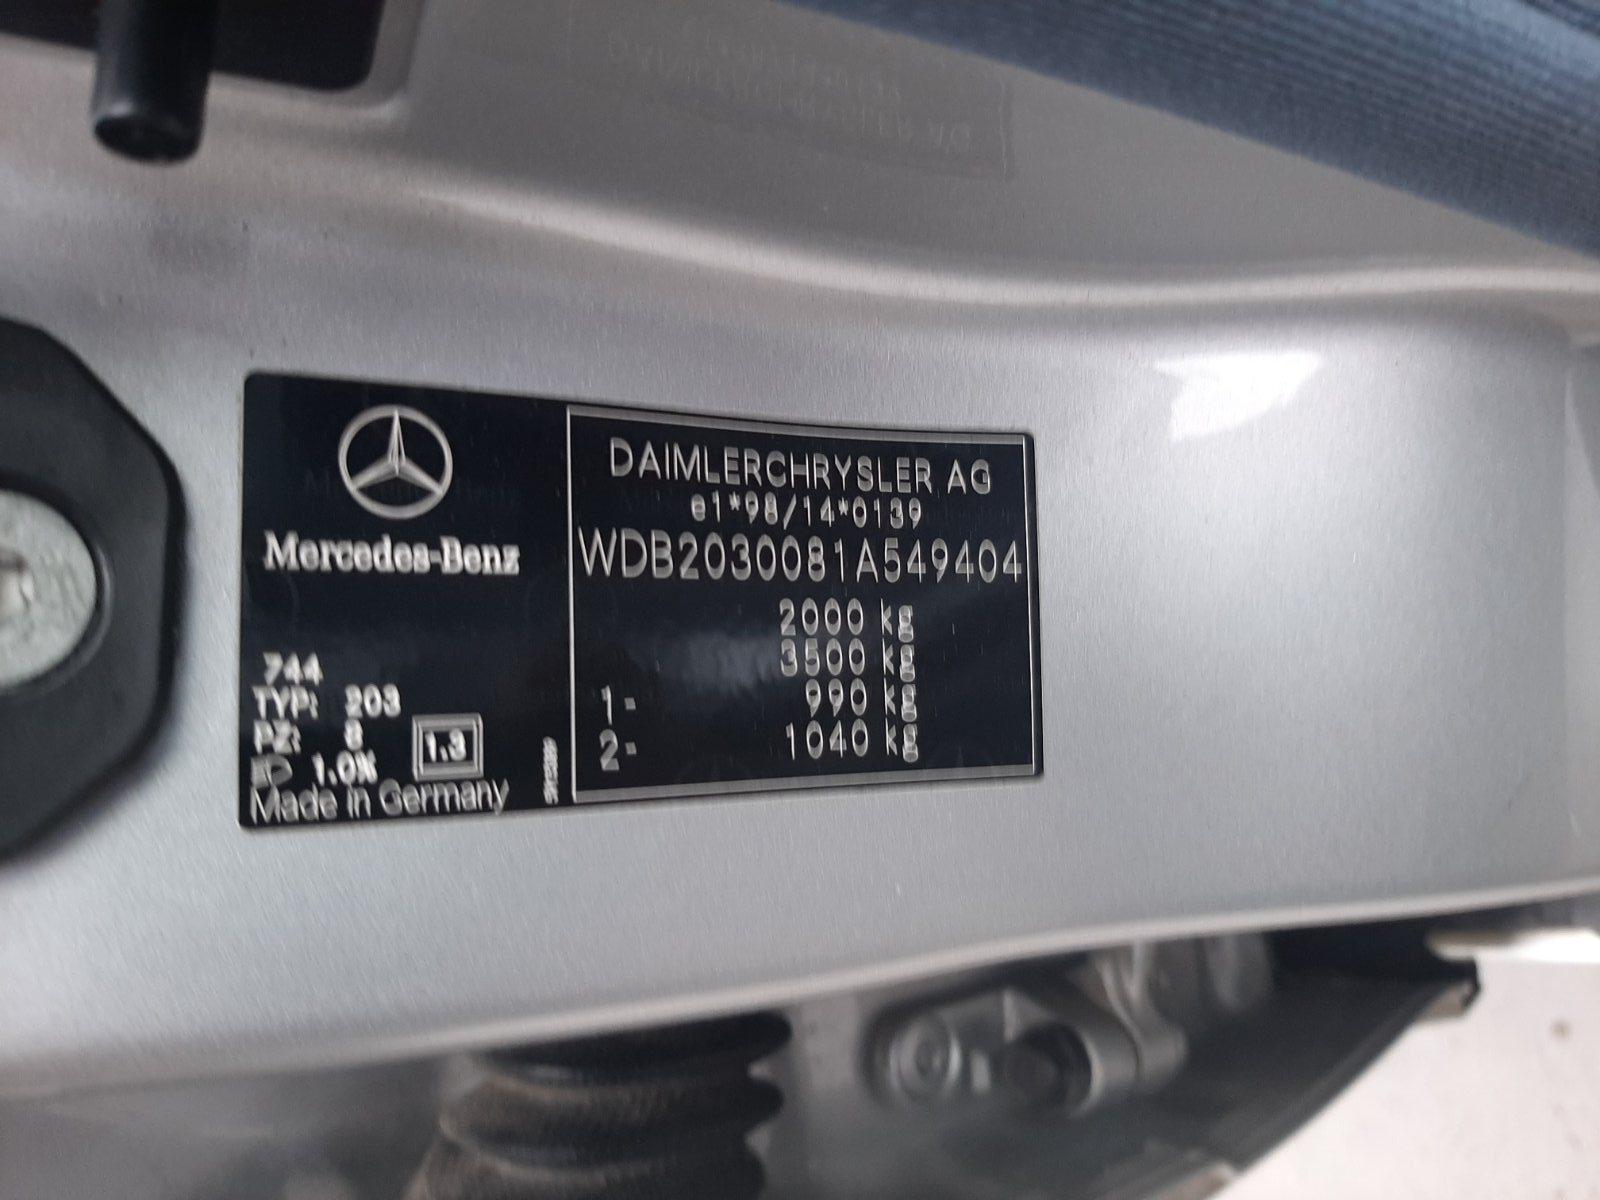 Mercedes-Benz
744
TYP: 203
PZ: 8
1.0%
1.3
Made in Germany
DAIMLERCHRYSLER AG
e1*98/14*0139
WDB2030081A549404
2000 kg
3500 kg
1- 990 kg
2- 1040 kg